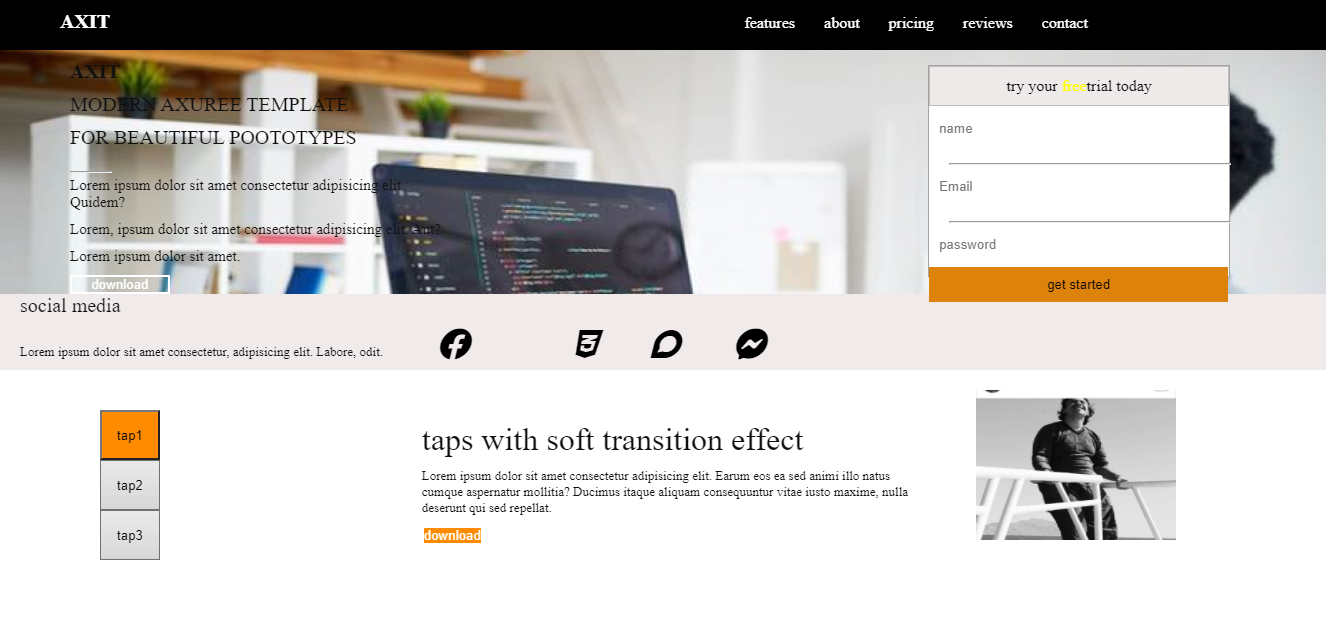 AXIT
features about pricing reviews contact
AXIT
MODERN AXUREE TEMPLATE
FOR BEAUTIFUL POOTOTYPES
Lorem ipsum dolor sit amet consectetur adipisicing elit.
Quidem?
Lorem, ipsum dolor sit amet consectetur adipisicing elit. Aut?
Lorem ipsum dolor sit amet.
download
try your freetrial today
name
Email
password
get started
social media
Lorem ipsum dolor sit amet consectetur, adipisicing elit. Labore, odit.
tap1
tap2
tap3
taps with soft transition effect
Lorem ipsum dolor sit amet consectetur adipisicing elit. Earum eos ea sed animi illo natus
cumque aspernatur mollitia? Ducimus itaque aliquam consequuntur vitae iusto maxime, nulla
deserunt qui sed repellat.
download